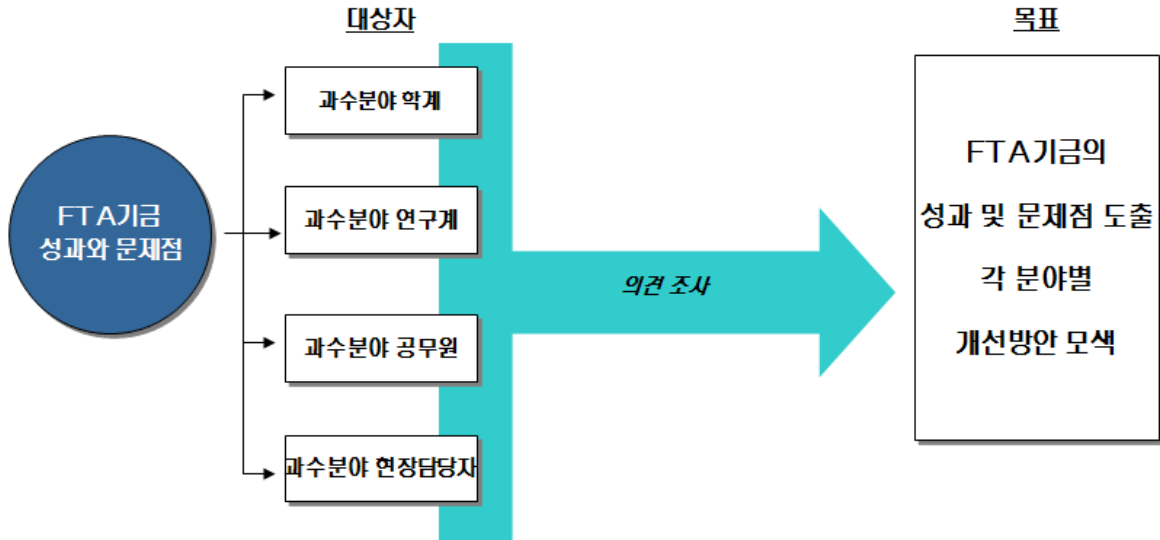 대상자
목표
FTA기금
성과와 문제점
과수분야 학계
과수분야 연구계
과수분야 공무원
과수분야 현장담당자
의견 조사
FTA기금의
성과 및 문제점 도출
각 분야별
개선방안 모색